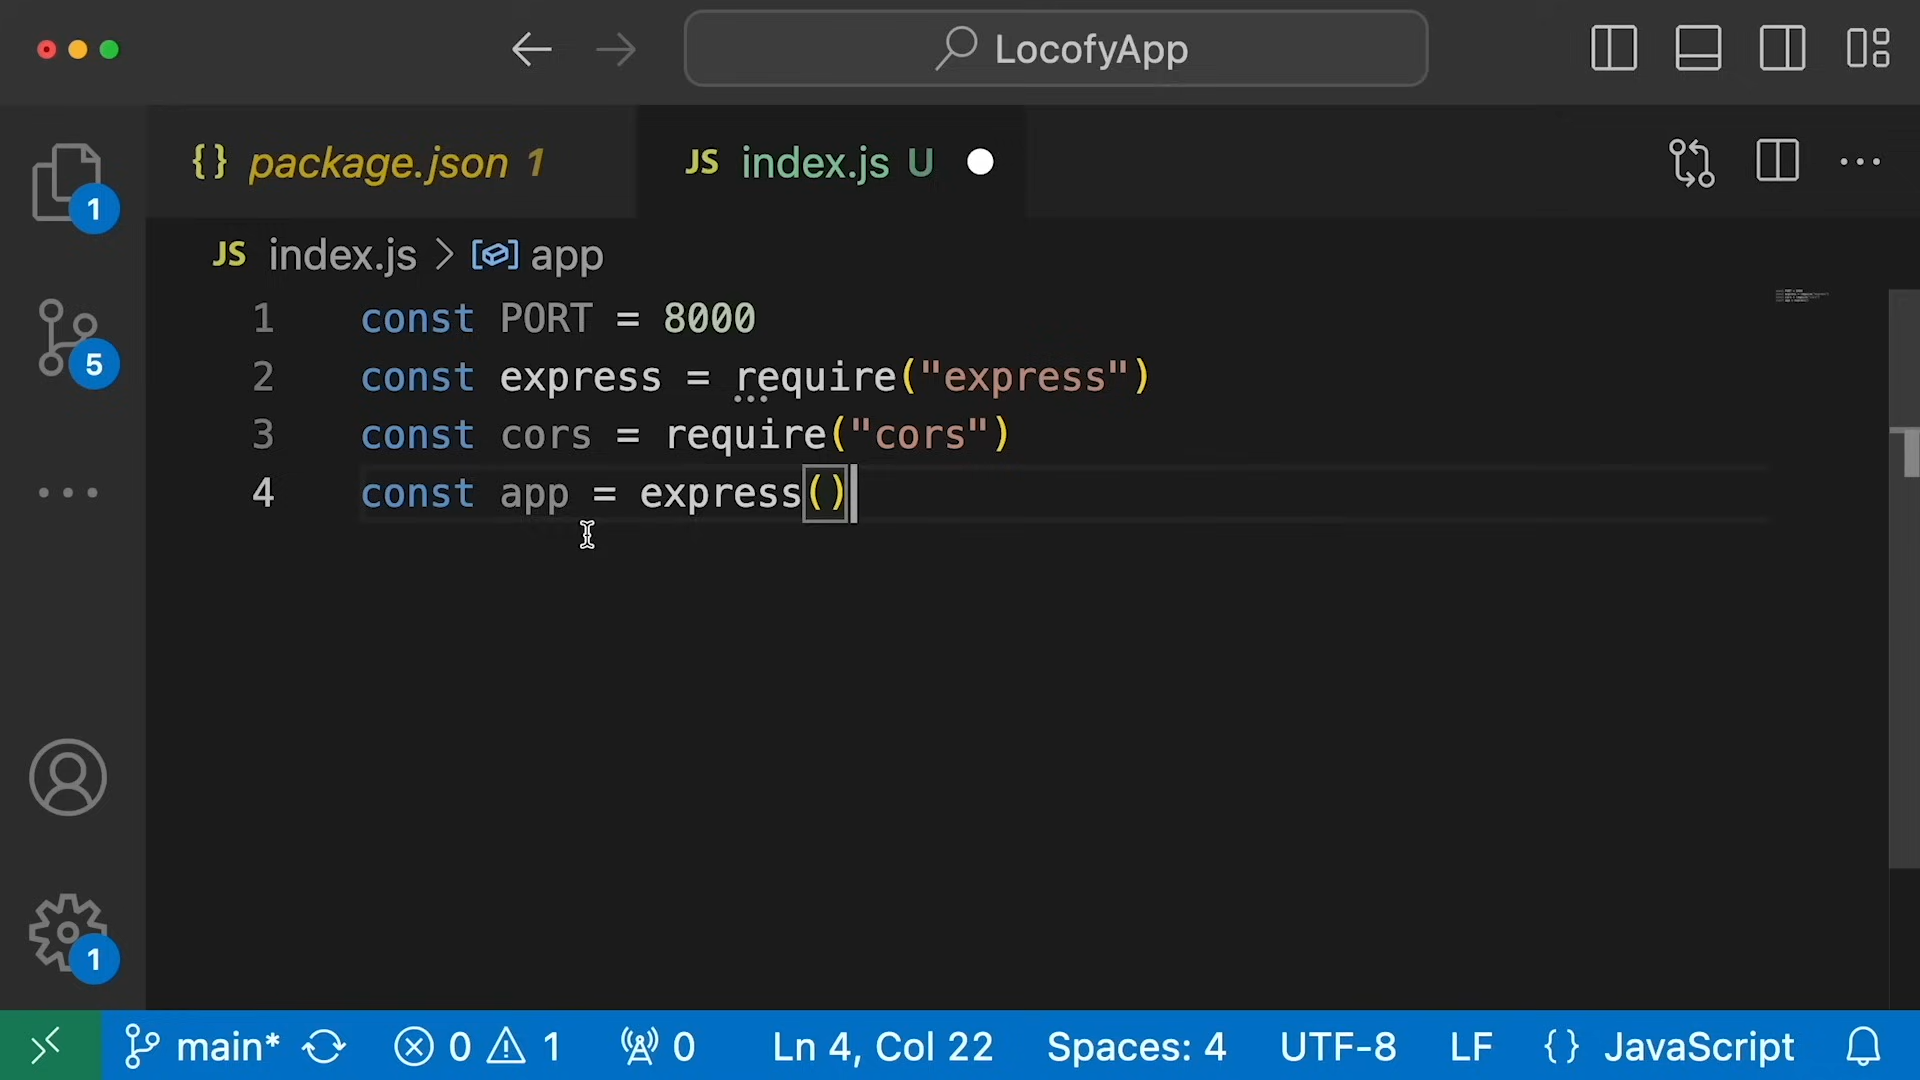 LocofyApp
{} package.json 1
JS index.js U
JS index.js > app
1 const PORT = 8000
2 const express = require("express")
3 const cors = require("cors")
4 const app = express()
1
5
1
main* 0 1 0 Ln 4, Col 22 Spaces: 4 UTF-8 LF {} JavaScript